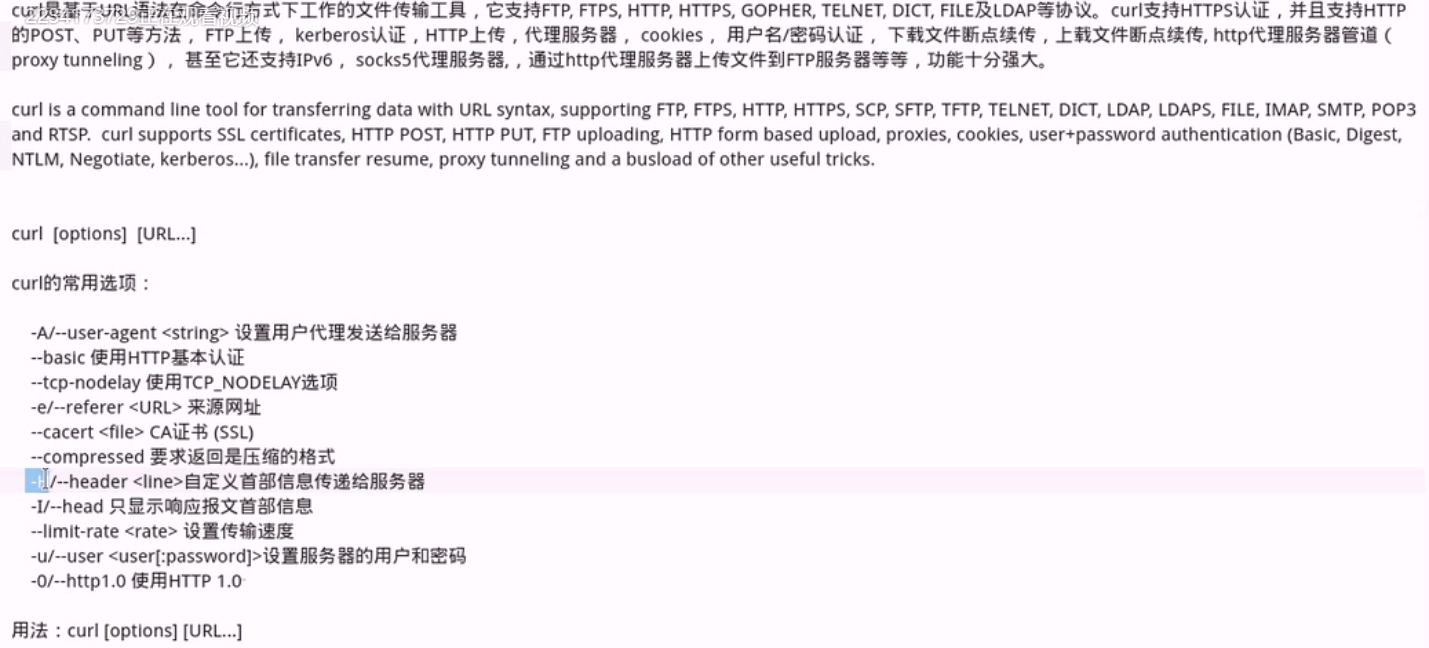 curl是基于URL语法在命令行方式下工作的文件传输工具，它支持FTP, FTPS, HTTP, HTTPS, GOPHER, TELNET, DICT, FILE及LDAP等协议。curl支持HTTPS认证，并且支持HTTP
的POST、PUT等方法， FTP上传， kerberos认证，HTTP上传，代理服务器， cookies， 用户名/密码认证， 下载文件断点续传，上载文件断点续传, http代理服务器管道（
proxy tunneling）， 甚至它还支持IPv6， socks5代理服务器,，通过http代理服务器上传文件到FTP服务器等等，功能十分强大。
curl is a command line tool for transferring data with URL syntax, supporting FTP, FTPS, HTTP, HTTPS, SCP, SFTP, TFTP, TELNET, DICT, LDAP, LDAPS, FILE, IMAP, SMTP, POP3
and RTSP.  curl supports SSL certificates, HTTP POST, HTTP PUT, FTP uploading, HTTP form based upload, proxies, cookies, user+password authentication (Basic, Digest,
NTLM, Negotiate, kerberos...), file transfer resume, proxy tunneling and a busload of other useful tricks.
curl  [options]  [URL...]
curl的常用选项：
-A/--user-agent <string> 设置用户代理发送给服务器
--basic 使用HTTP基本认证
--tcp-nodelay 使用TCP_NODELAY选项
-e/--referer <URL> 来源网址
--cacert <file> CA证书 (SSL)
--compressed 要求返回是压缩的格式
-H/--header <line>自定义首部信息传递给服务器
-I/--head 只显示响应报文首部信息
--limit-rate <rate> 设置传输速度
-u/--user <user[:password]>设置服务器的用户和密码
-0/--http1.0 使用HTTP 1.0
用法：curl [options] [URL...]